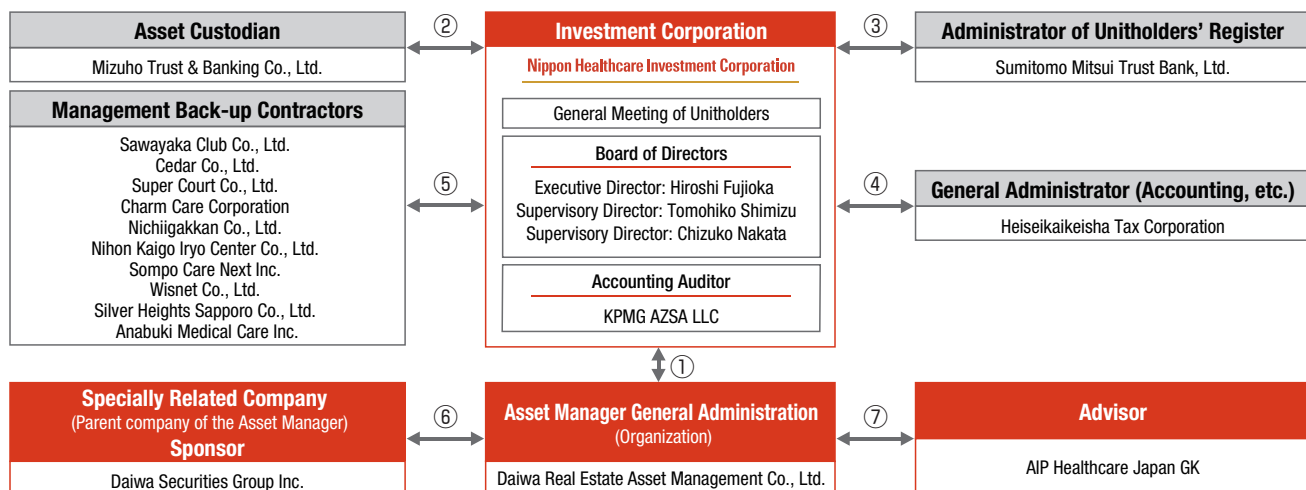 Asset Custodian
Mizuho Trust & Banking Co., Ltd.
②
Investment Corporation
Nippon Healthcare Investment Corporation
General Meeting of Unitholders
Board of Directors
Executive Director: Hiroshi Fujioka
Supervisory Director: Tomohiko Shimizu
Supervisory Director: Chizuko Nakata
Accounting Auditor
KPMG AZSA LLC
③
Administrator of Unitholders’ Register
Sumitomo Mitsui Trust Bank, Ltd.
Management Back-up Contractors
Sawayaka Club Co., Ltd.
Cedar Co., Ltd.
Super Court Co., Ltd.
Charm Care Corporation
Nichiigakkan Co., Ltd.
Nihon Kaigo Iryo Center Co., Ltd.
Sompo Care Next Inc.
Wisnet Co., Ltd.
Silver Heights Sapporo Co., Ltd.
Anabuki Medical Care Inc.
⑤
④
General Administrator (Accounting, etc.)
Heiseikaikeisha Tax Corporation
①
Specially Related Company
(Parent company of the Asset Manager)
Sponsor
Daiwa Securities Group Inc.
⑥
Asset Manager General Administration
(Organization)
Daiwa Real Estate Asset Management Co., Ltd.
⑦
Advisor
AIP Healthcare Japan GK